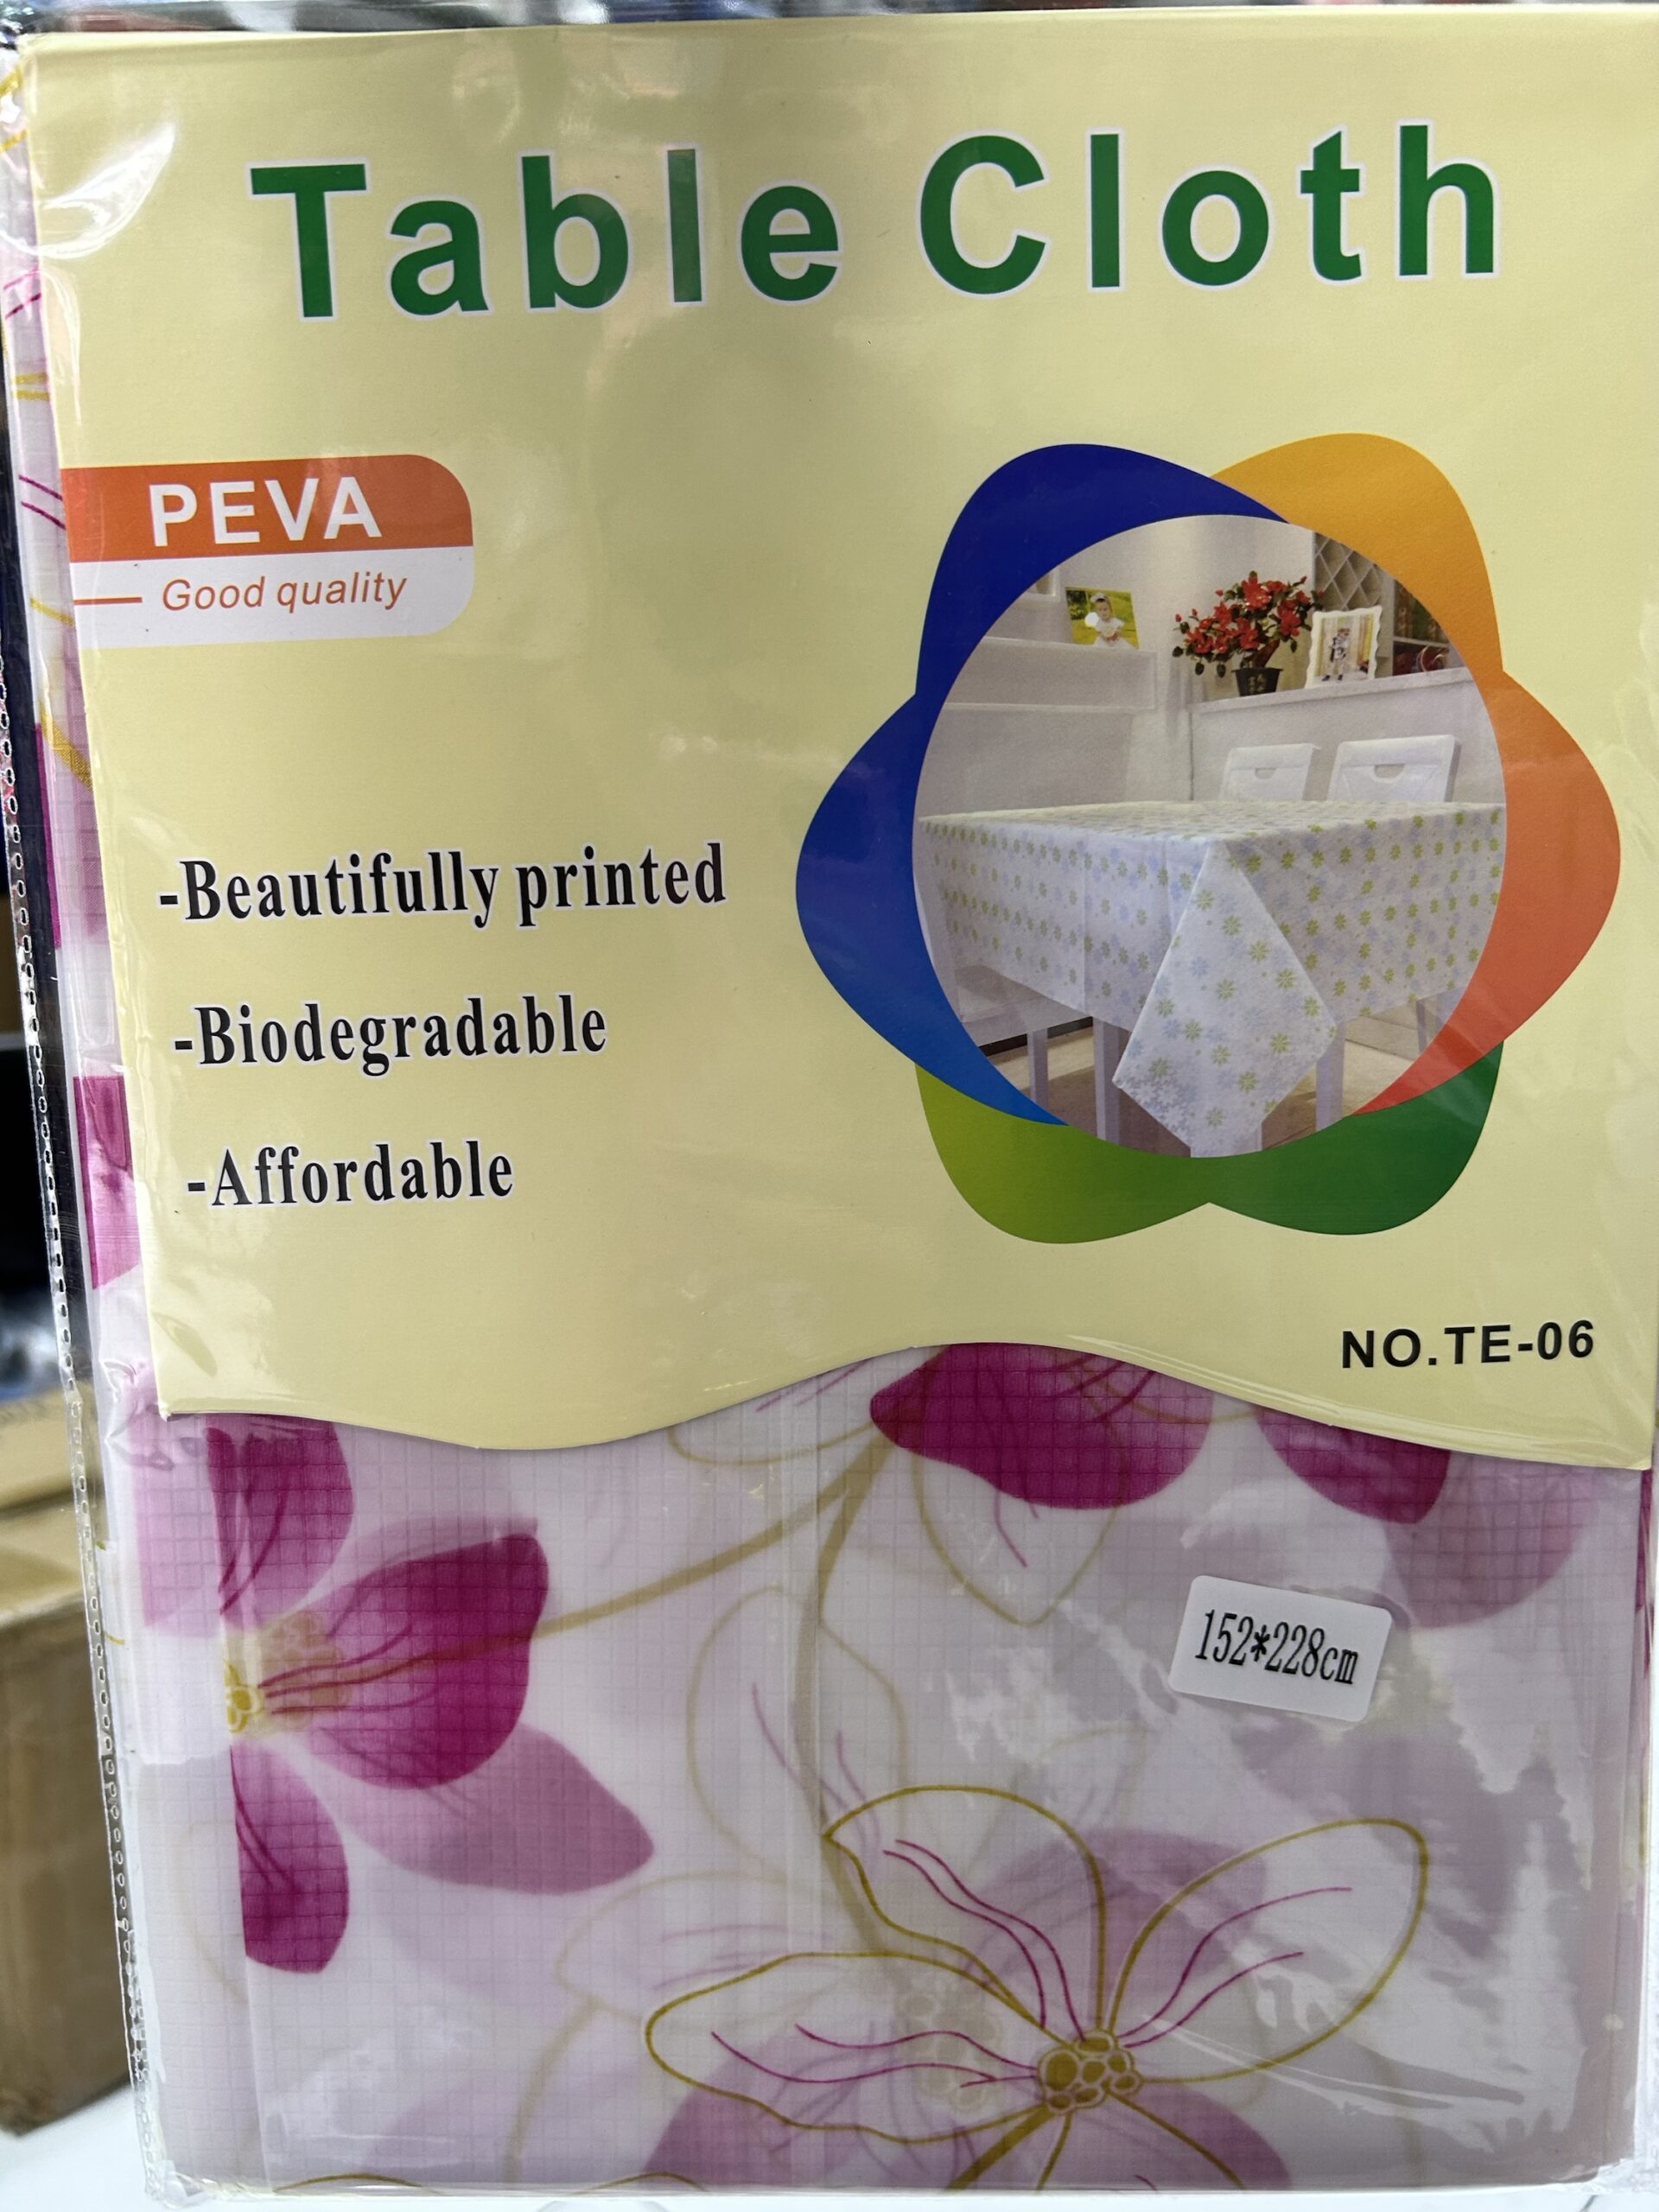 Table Cloth
PEVA
Good quality
-Beautifully printed
-Biodegradable
-Affordable
NO.TE-06
152*228cm